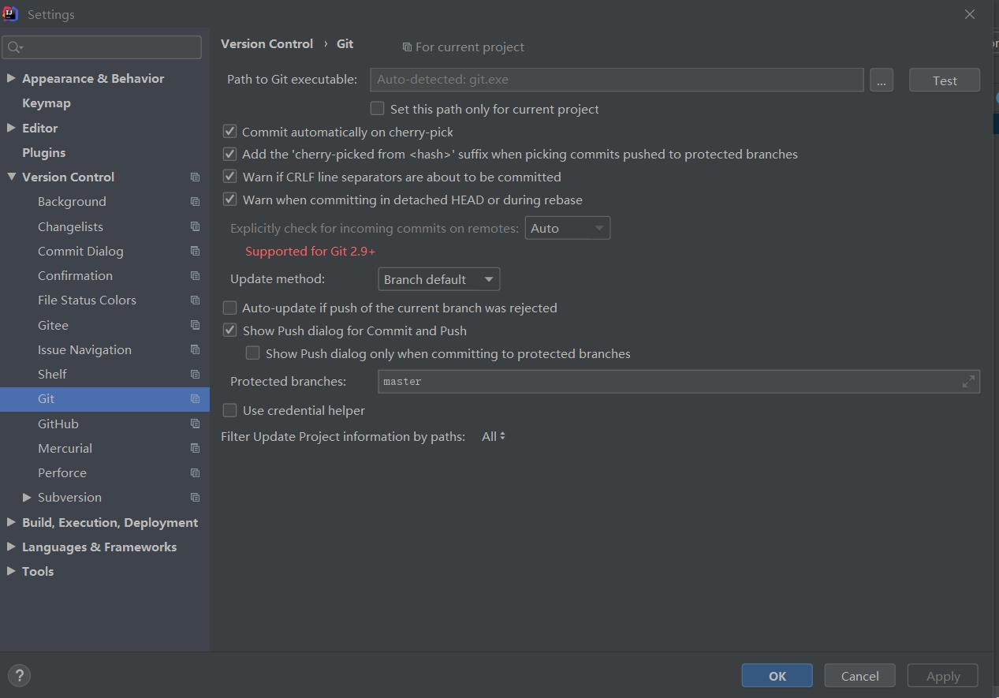 Settings
Appearance & Behavior
Keymap
Editor
Plugins
Version Control
Background
Changelists
Commit Dialog
Confirmation
File Status Colors
Gitee
Issue Navigation
Shelf
Git
GitHub
Mercurial
Perforce
Subversion
Build, Execution, Deployment
Languages & Frameworks
Tools
Version Control › Git For current project
Path to Git executable: Auto-detected: git.exe ... Test
Set this path only for current project
Commit automatically on cherry-pick
Add the 'cherry-picked from <hash>' suffix when picking commits pushed to protected branches
Warn if CRLF line separators are about to be committed
Warn when committing in detached HEAD or during rebase
Explicitly check for incoming commits on remotes: Auto
Supported for Git 2.9+
Update method: Branch default
Auto-update if push of the current branch was rejected
Show Push dialog for Commit and Push
Show Push dialog only when committing to protected branches
Protected branches: master
Use credential helper
Filter Update Project information by paths: All
? OK Cancel Apply